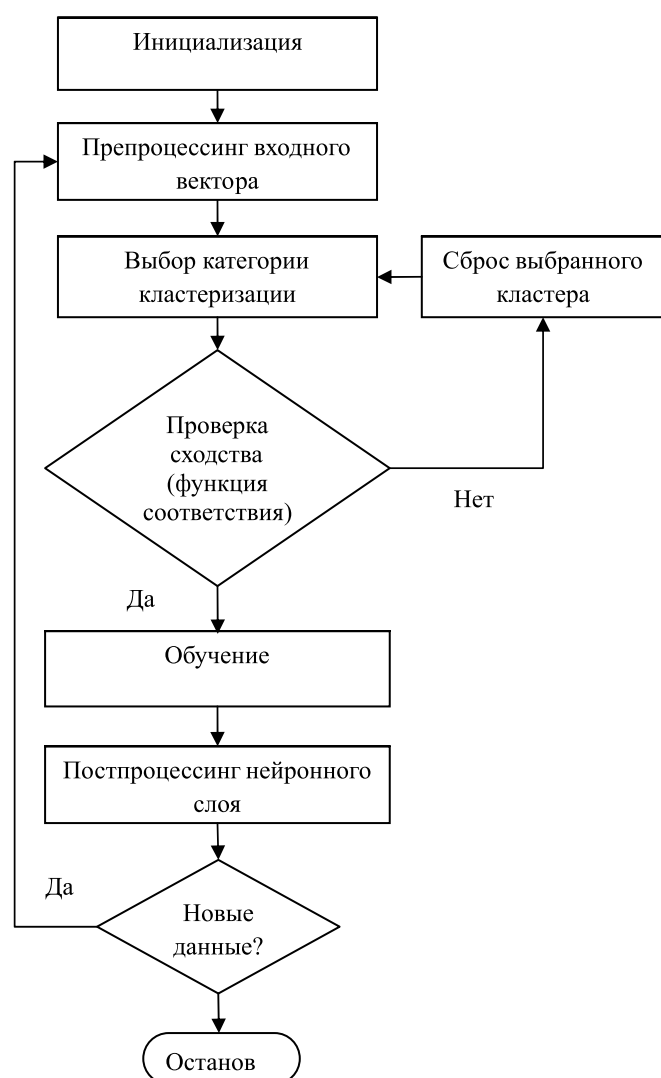 Инициализация
Препроцессинг входного
вектора
Выбор категории
кластеризации
Сброс выбранного
кластера
Проверка
сходства
(функция
соответствия)
Нет
Да
Обучение
Постпроцессинг нейронного
слоя
Да
Новые
данные?
Останов